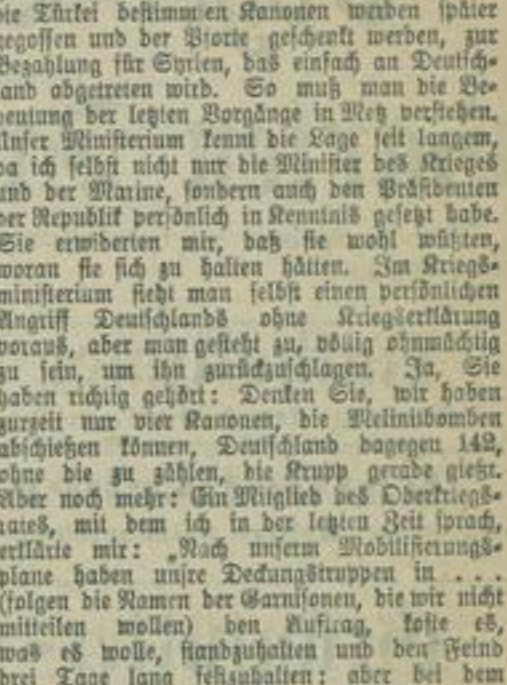 die Türkei bestimmten Kanonen werden später
gegossen und der Pforte geschenkt werden, zur
Bezahlung für Syrien, das einfach an Deutsch-
land abgetreten wird. So muß man die Be-
deutung der letzten Vorgänge in Metz verstehen.
Unser Ministerium kennt die Lage seit langem,
da ich selbst nicht nur die Minister des Krieges
und der Marine, sondern auch den Präsidenten
der Republik persönlich in Kenntnis gesetzt habe.
Sie erwiderten mir, daß sie wohl wüßten,
woran sie sich zu halten hätten. Im Kriegs-
ministerium sieht man selbst einen persönlichen
Angriff Deutschlands ohne Kriegserklärung
voraus, aber man gesteht zu, völlig ohnmächtig
zu sein, um ihn zurückzuschlagen. Ja, Sie
haben richtig gehört: Denken Sie, wir haben
zurzeit nur vier Kanonen, die Melinitbomben
abschießen können, Deutschland dagegen 142,
ohne die zu zählen, die Krupp gerade gießt.
Aber noch mehr: Ein Mitglied des Oberkriegs-
rates, mit dem ich in der letzten Zeit sprach,
erklärte mir: „Nach unserm Mobilisierungs-
plane haben unsre Deckungstruppen in . . .
(folgen die Namen der Garnisonen, die wir nicht
mitteilen wollen) den Auftrag, koste es,
was es wolle, standzuhalten und den Feind
drei Tage lang festzuhalten; aber bei dem